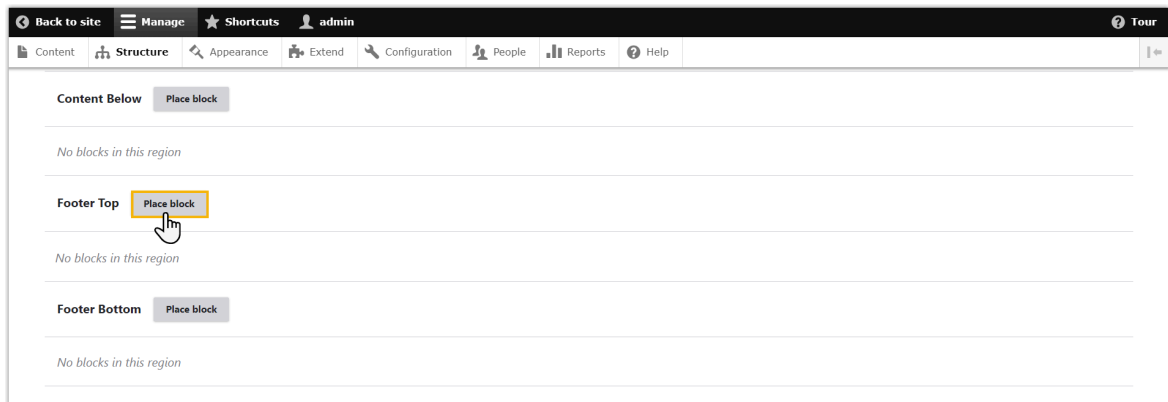 Back to site Manage Shortcuts admin Tour
Content Structure Appearance Extend Configuration People Reports Help
Content Below Place block
No blocks in this region
Footer Top Place block
No blocks in this region
Footer Bottom Place block
No blocks in this region